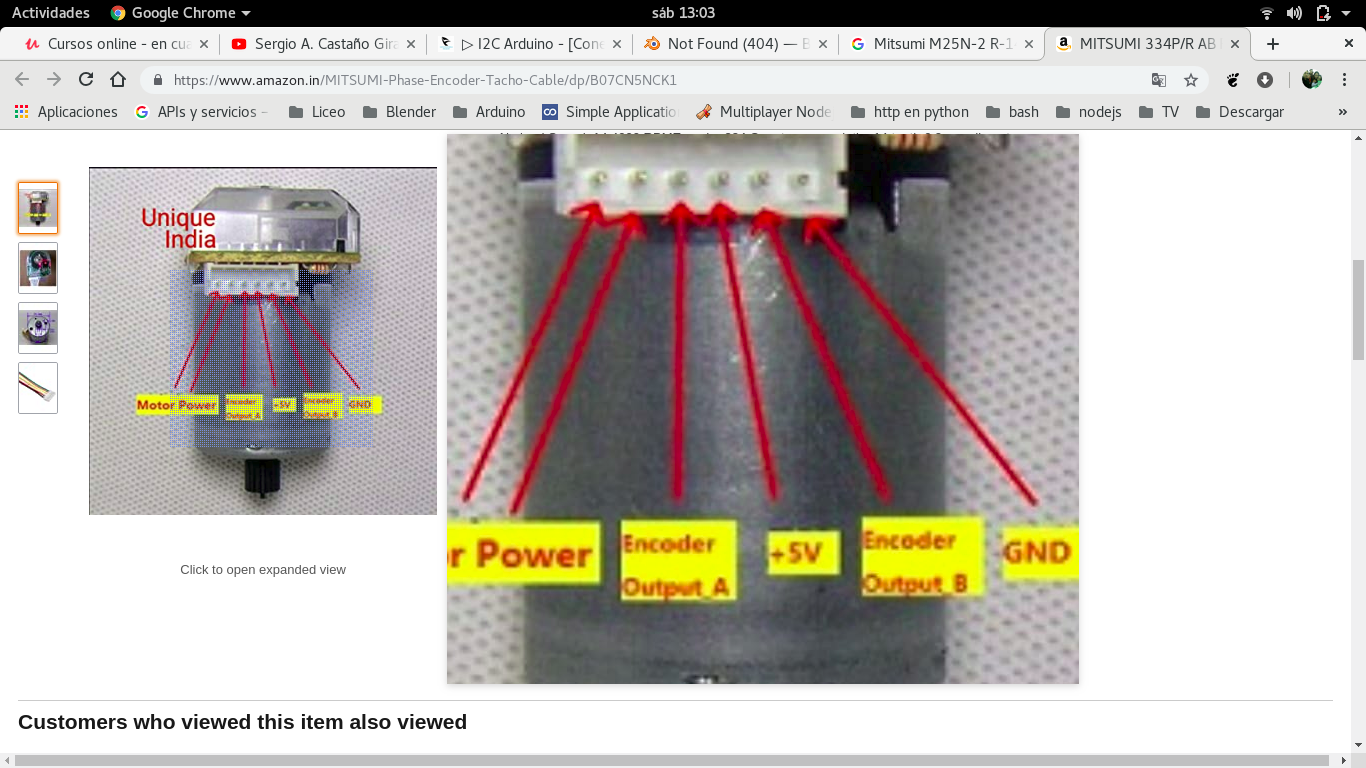 Actividades
Google Chrome
sáb 13:03
Cursos online - en cua
Sergio A. Castaño Gira
▷ I2C Arduino - [Cone
Not Found (404) — B
Mitsumi M25N-2 R-1
MITSUMI 334P/R AB
https://www.amazon.in/MITSUMI-Phase-Encoder-Tacho-Cable/dp/B07CN5NCK1
Aplicaciones
APIs y servicios –
Liceo
Blender
Arduino
Simple Applicatio
Multiplayer Node
http en python
bash
nodejs
TV
Descargar
»
Unique
India
Motor Power
Encoder
Output_A
+5V
Encoder
Output_B
GND
r Power
Encoder
Output_A
+5V
Encoder
Output_B
GND
Click to open expanded view
Customers who viewed this item also viewed